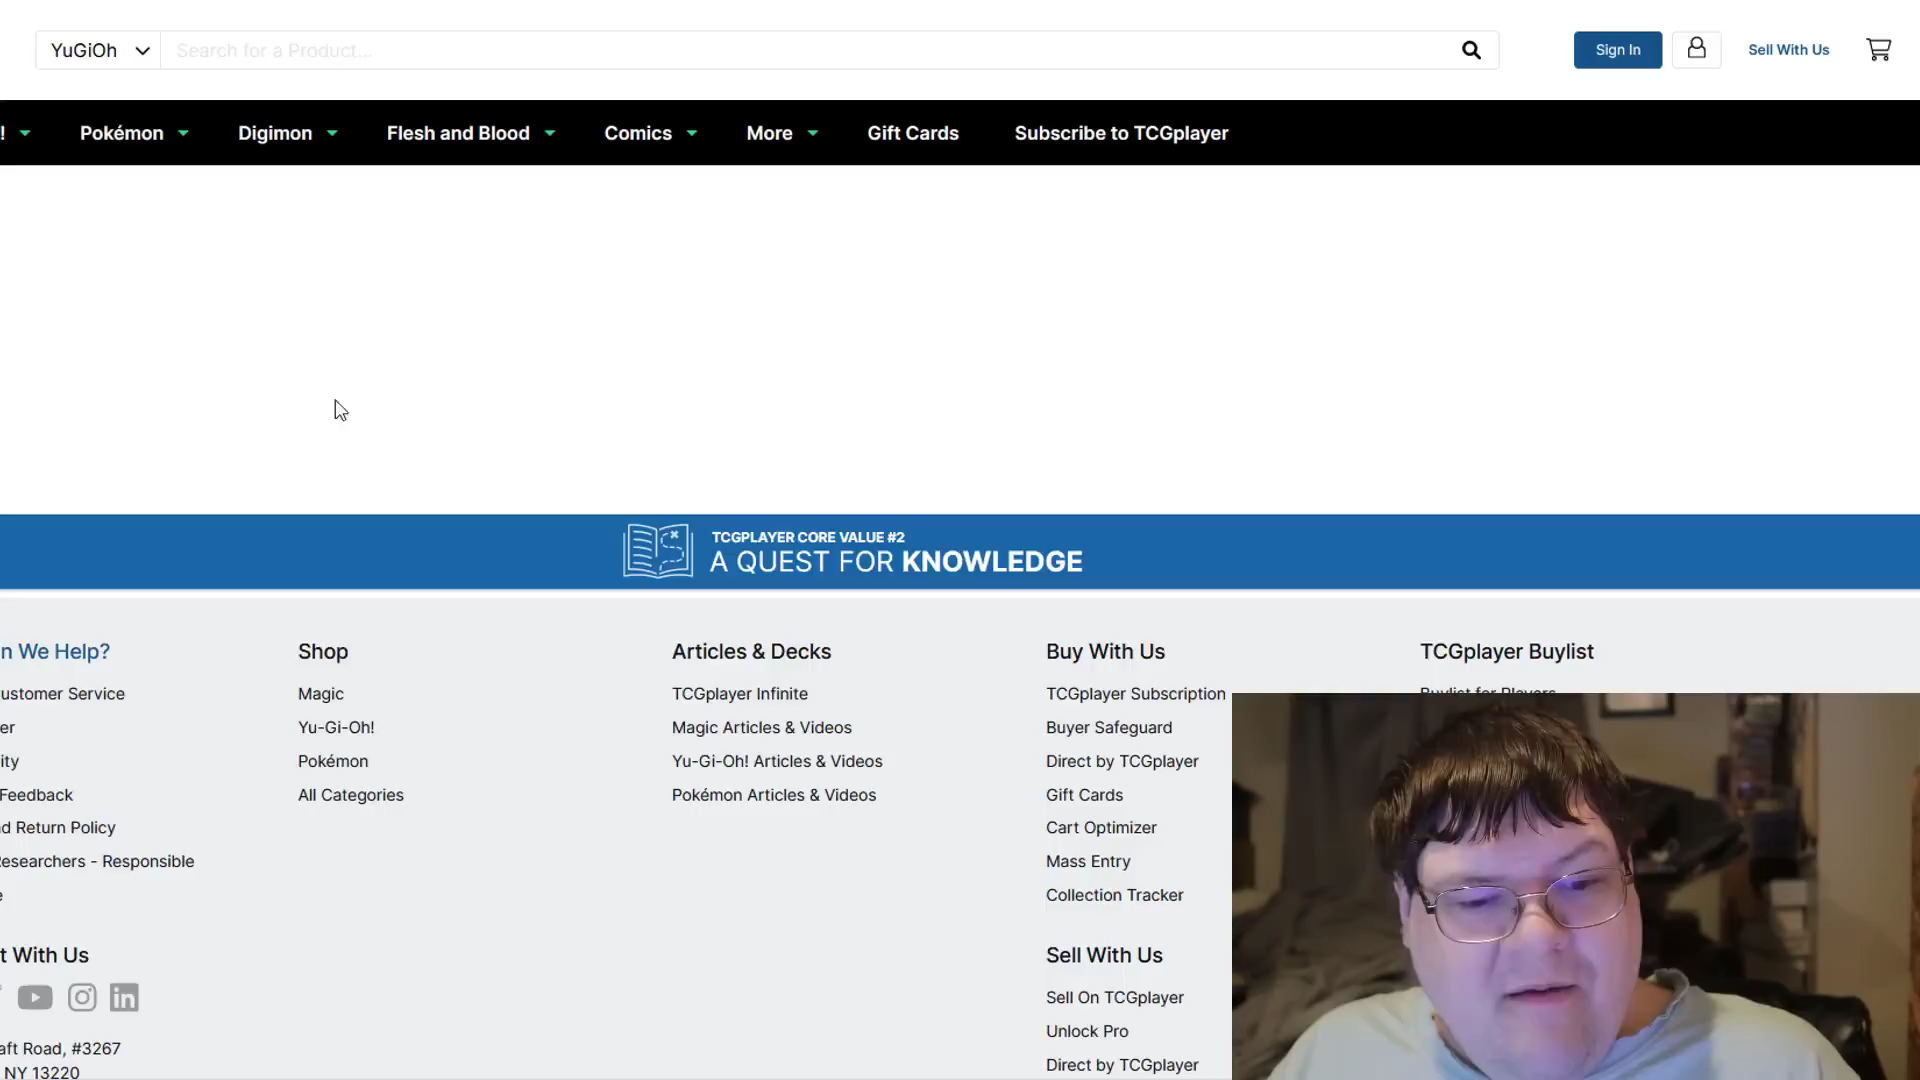 YuGiOh
Search for a Product...
Sign In
Sell With Us
!
Pokémon
Digimon
Flesh and Blood
Comics
More
Gift Cards
Subscribe to TCGplayer
TCGPLAYER CORE VALUE #2
A QUEST FOR KNOWLEDGE
n We Help?
ustomer Service
er
ity
Feedback
d Return Policy
esearchers - Responsible
e
t With Us
aft Road, #3267
NY 13220
Shop
Magic
Yu-Gi-Oh!
Pokémon
All Categories
Articles & Decks
TCGplayer Infinite
Magic Articles & Videos
Yu-Gi-Oh! Articles & Videos
Pokémon Articles & Videos
Buy With Us
TCGplayer Subscription
Buyer Safeguard
Direct by TCGplayer
Gift Cards
Cart Optimizer
Mass Entry
Collection Tracker
Sell With Us
Sell On TCGplayer
Unlock Pro
Direct by TCGplayer
TCGplayer Buylist
Buylist for Players